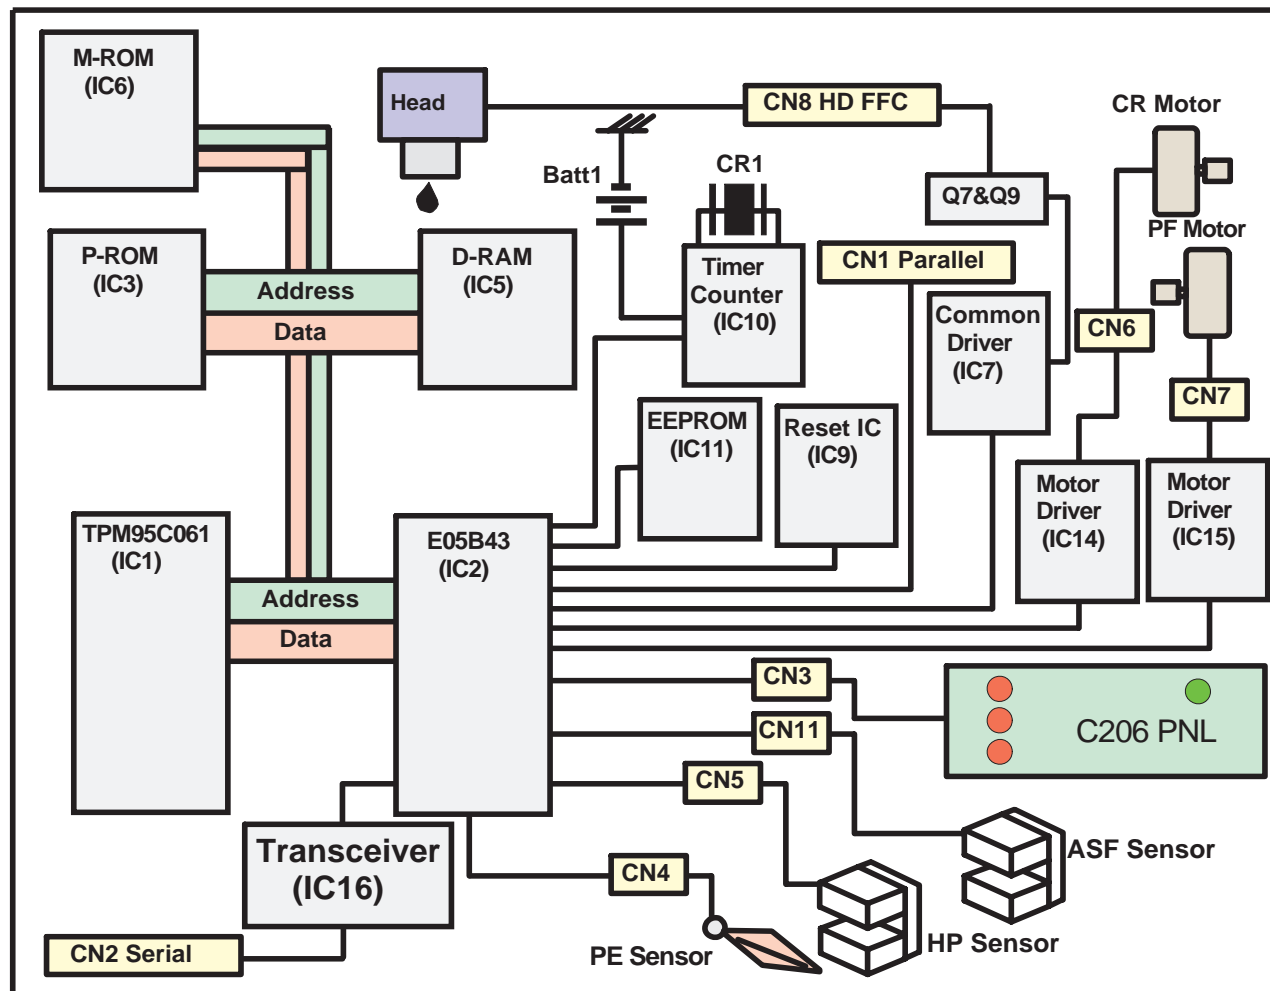 M-ROM
(IC6)
Head
CN8 HD FFC
CR Motor
Batt1
CR1
Q7&Q9
PF Motor
P-ROM
(IC3)
Address
Data
D-RAM
(IC5)
Timer
Counter
(IC10)
CN1 Parallel
Common
Driver
(IC7)
CN6
CN7
EEPROM
(IC11)
Reset IC
(IC9)
Motor
Driver
(IC14)
Motor
Driver
(IC15)
TPM95C061
(IC1)
Address
Data
E05B43
(IC2)
CN3
C206 PNL
CN11
CN5
Transceiver
(IC16)
CN4
ASF Sensor
CN2 Serial
PE Sensor
HP Sensor